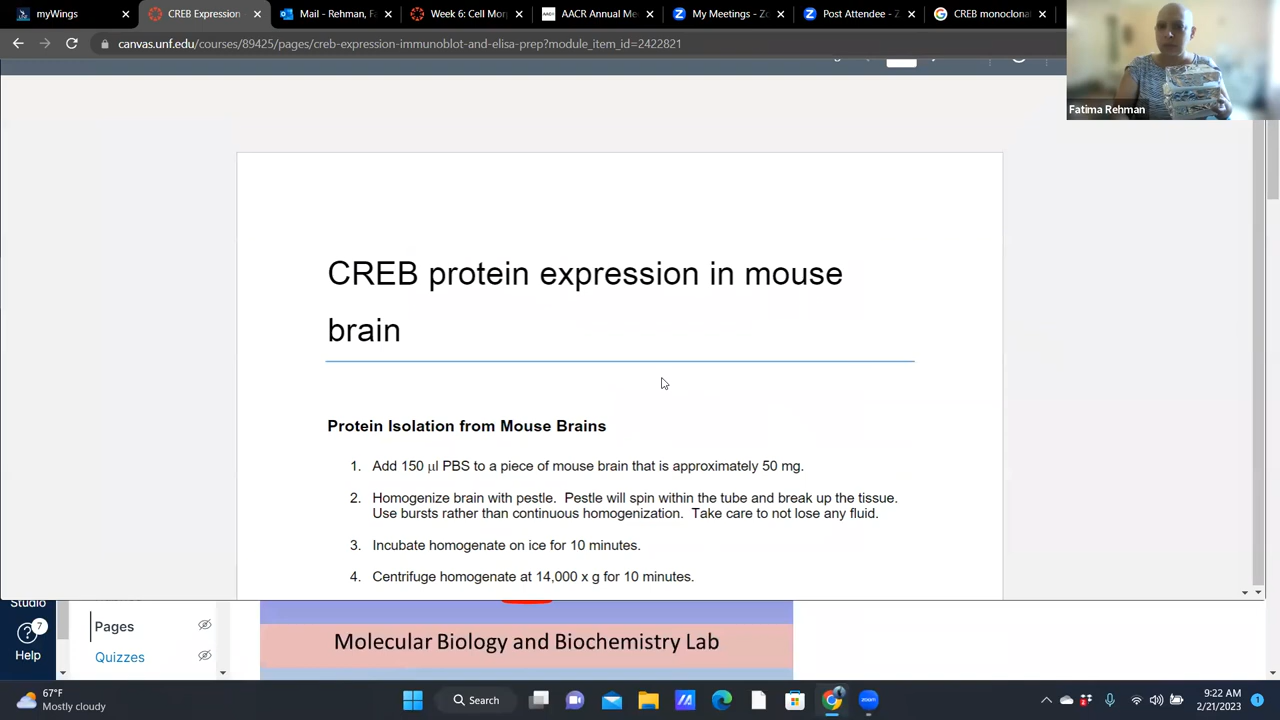 myWings
CREB Expression
Mail - Rehman, Fa
Week 6: Cell Mor
AACR
AACR Annual Me
My Meetings - Zo
Post Attendee - Z
CREB monoclona
canvas.unf.edu/courses/89425/pages/creb-expression-immunoblot-and-elisa-prep?module_item_id=2422821
Fatima Rehman
CREB protein expression in mouse
brain
Protein Isolation from Mouse Brains
1. Add 150 µl PBS to a piece of mouse brain that is approximately 50 mg.
2. Homogenize brain with pestle. Pestle will spin within the tube and break up the tissue.
Use bursts rather than continuous homogenization. Take care to not lose any fluid.
3. Incubate homogenate on ice for 10 minutes.
4. Centrifuge homogenate at 14,000 x g for 10 minutes.
Studio
7
Help
Pages
Quizzes
Molecular Biology and Biochemistry Lab
67°F
Mostly cloudy
Search
zoom
9:22 AM
2/21/2023
1